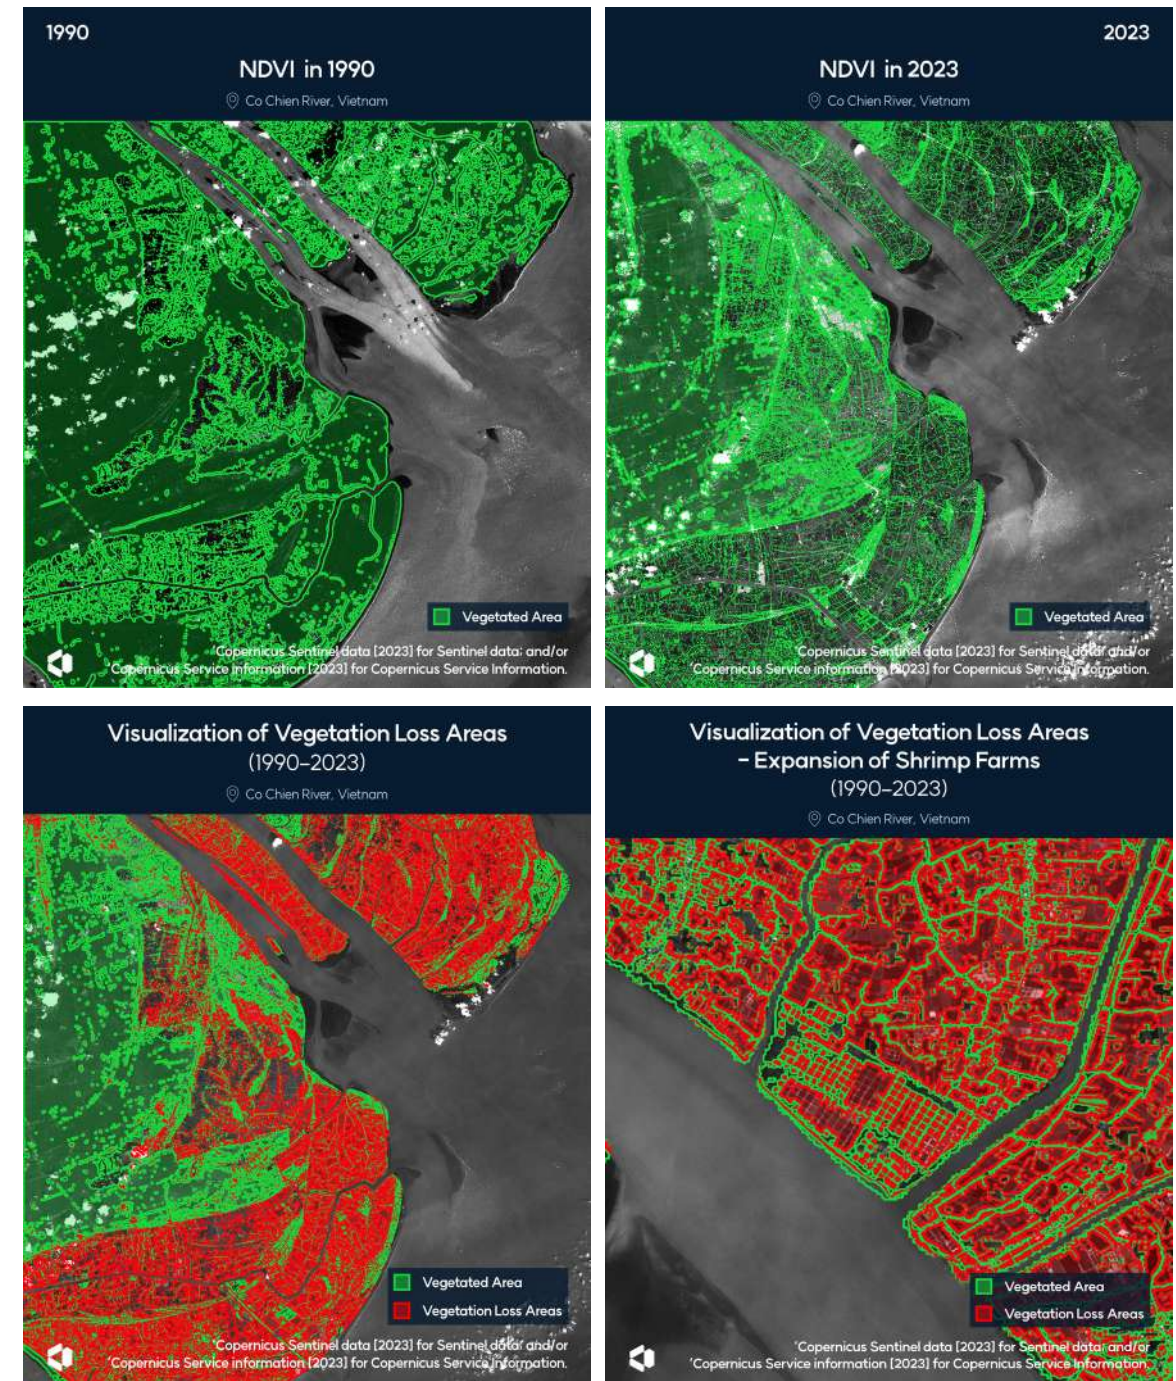 1990
NDVI in 1990
Co Chien River, Vietnam
Vegetated Area
*Copernicus Sentinel data [2023] for Sentinel data; and/or
*Copernicus Service information [2023] for Copernicus Service Information.
2023
NDVI in 2023
Co Chien River, Vietnam
Vegetated Area
*Copernicus Sentinel data [2023] for Sentinel data; and/or
*Copernicus Service information [2023] for Copernicus Service Information.
Visualization of Vegetation Loss Areas
(1990–2023)
Co Chien River, Vietnam
Vegetated Area
Vegetation Loss Areas
*Copernicus Sentinel data [2023] for Sentinel data; and/or
*Copernicus Service information [2023] for Copernicus Service Information.
Visualization of Vegetation Loss Areas
– Expansion of Shrimp Farms
(1990–2023)
Co Chien River, Vietnam
Vegetated Area
Vegetation Loss Areas
*Copernicus Sentinel data [2023] for Sentinel data; and/or
*Copernicus Service information [2023] for Copernicus Service Information.